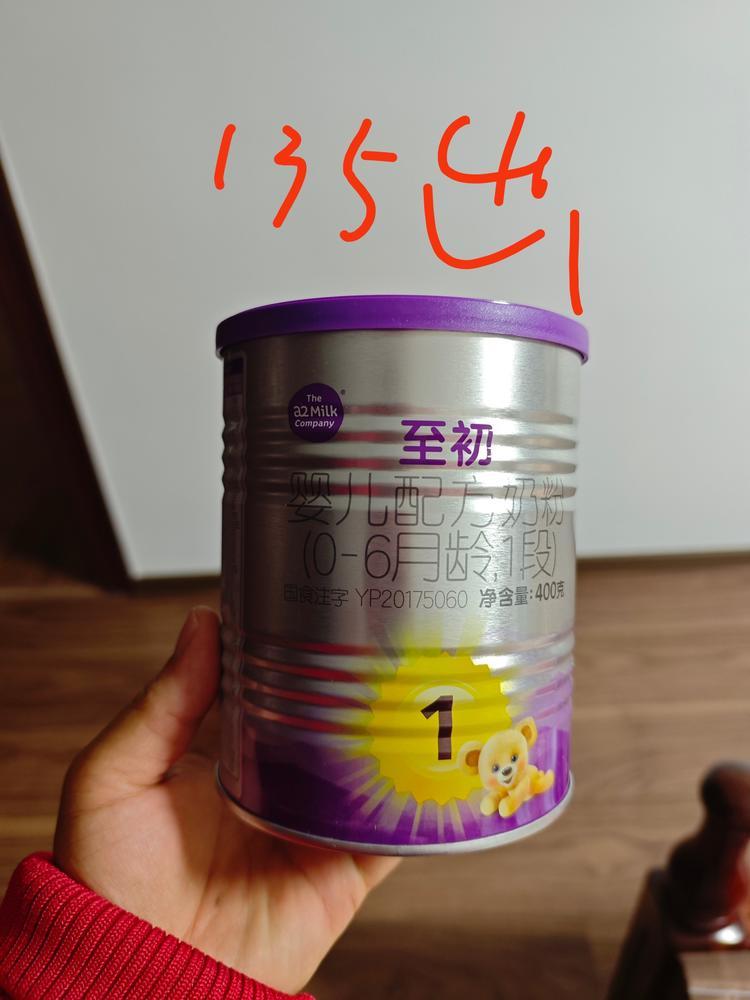 135出
The
a2 Milk
Company
至初
婴儿配方奶粉
(0-6月龄,1段)
国食注字 YP20175060 净含量:400克
1